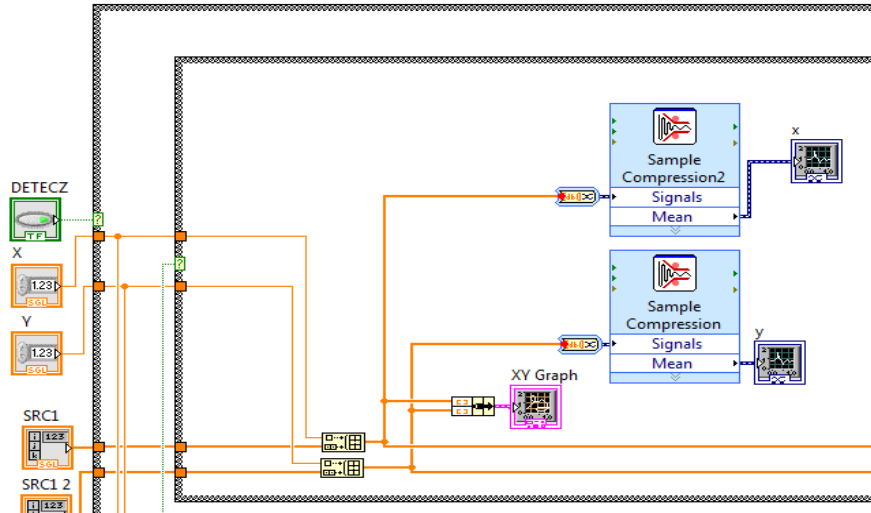 Sample
Compression2
Signals
Mean
x
DETECZ
TF
X
1.23
SGL
Y
1.23
SGL
Sample
Compression
Signals
Mean
y
XY Graph
SRC1
123
SGL
SRC1 2
123